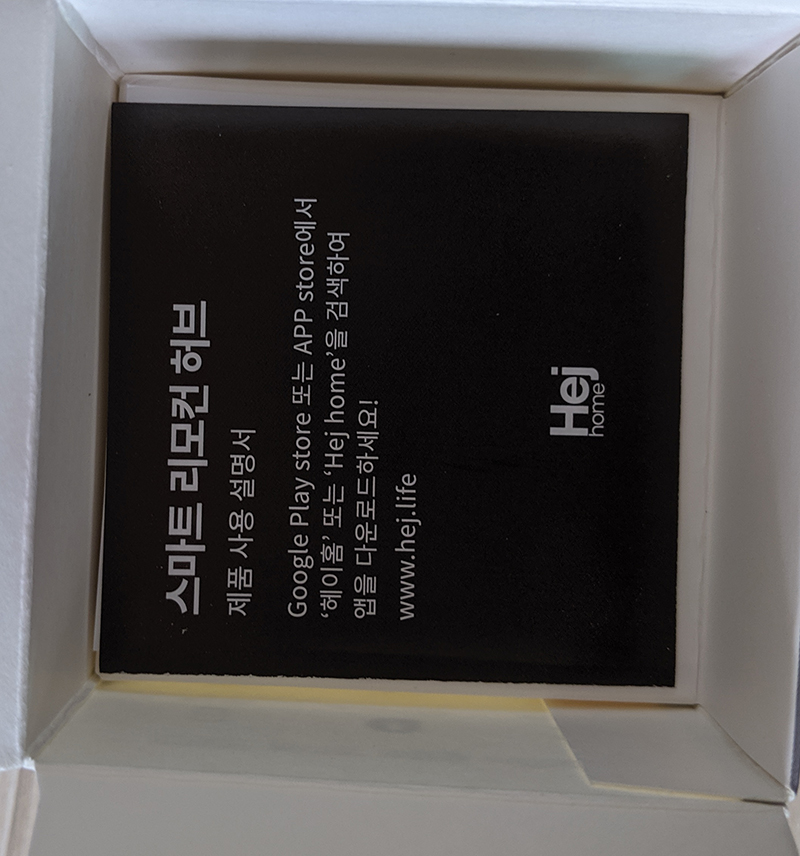 스마트 리모컨 허브
제품 사용 설명서
Google Play store 또는 APP store에서
‘헤이홈’ 또는 ‘Hej home’을 검색하여
앱을 다운로드하세요!
www.hej.life
Hej
home